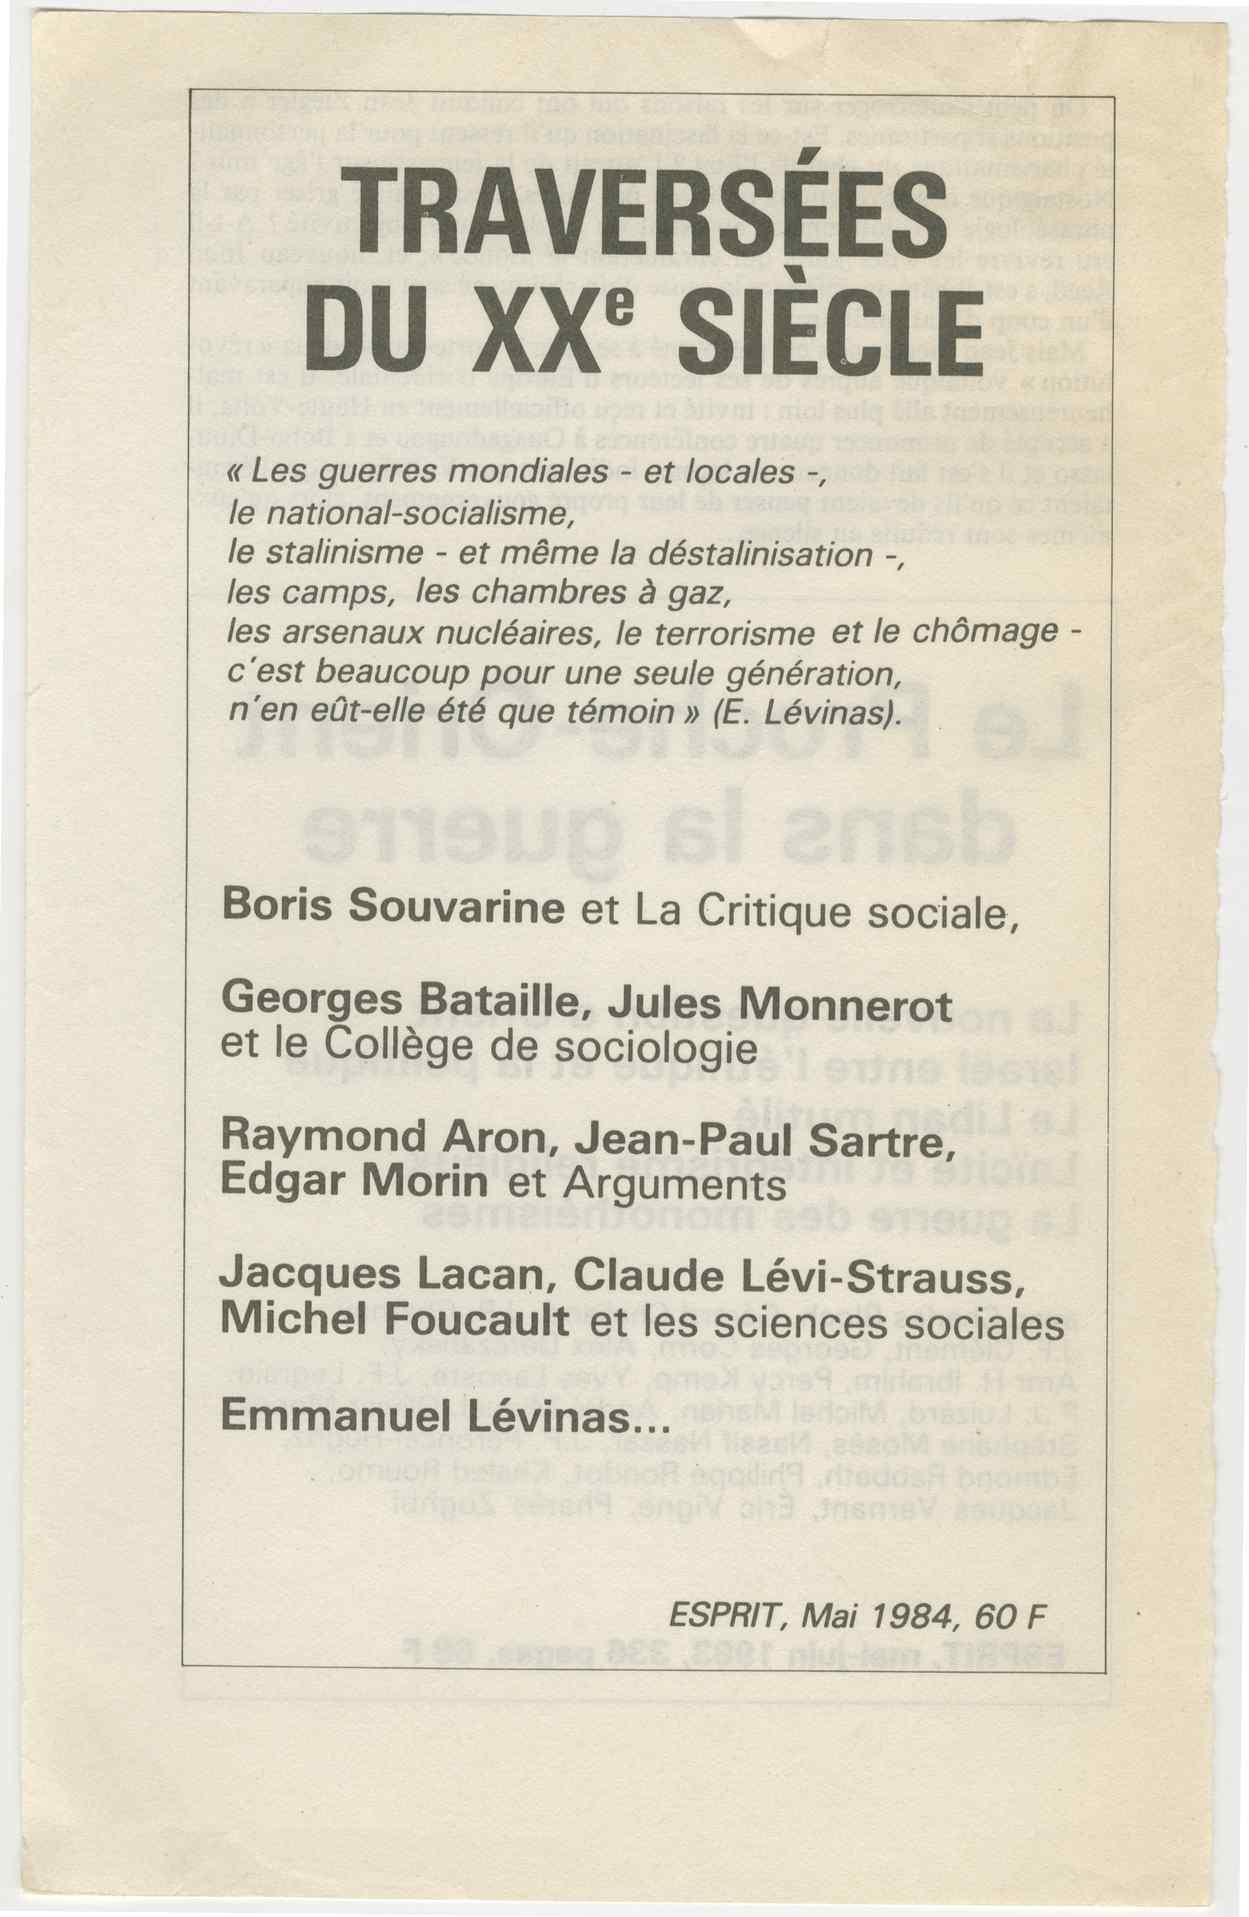 TRAVERSÉES
DU XXe SIÈCLE
« Les guerres mondiales - et locales -,
le national-socialisme,
le stalinisme - et même la déstalinisation -,
les camps, les chambres à gaz,
les arsenaux nucléaires, le terrorisme et le chômage -
c'est beaucoup pour une seule génération,
n'en eût-elle été que témoin » (E. Lévinas).
Boris Souvarine et La Critique sociale,
Georges Bataille, Jules Monnerot
et le Collège de sociologie
Raymond Aron, Jean-Paul Sartre,
Edgar Morin et Arguments
Jacques Lacan, Claude Lévi-Strauss,
Michel Foucault et les sciences sociales
Emmanuel Lévinas...
ESPRIT, Mai 1984, 60 F